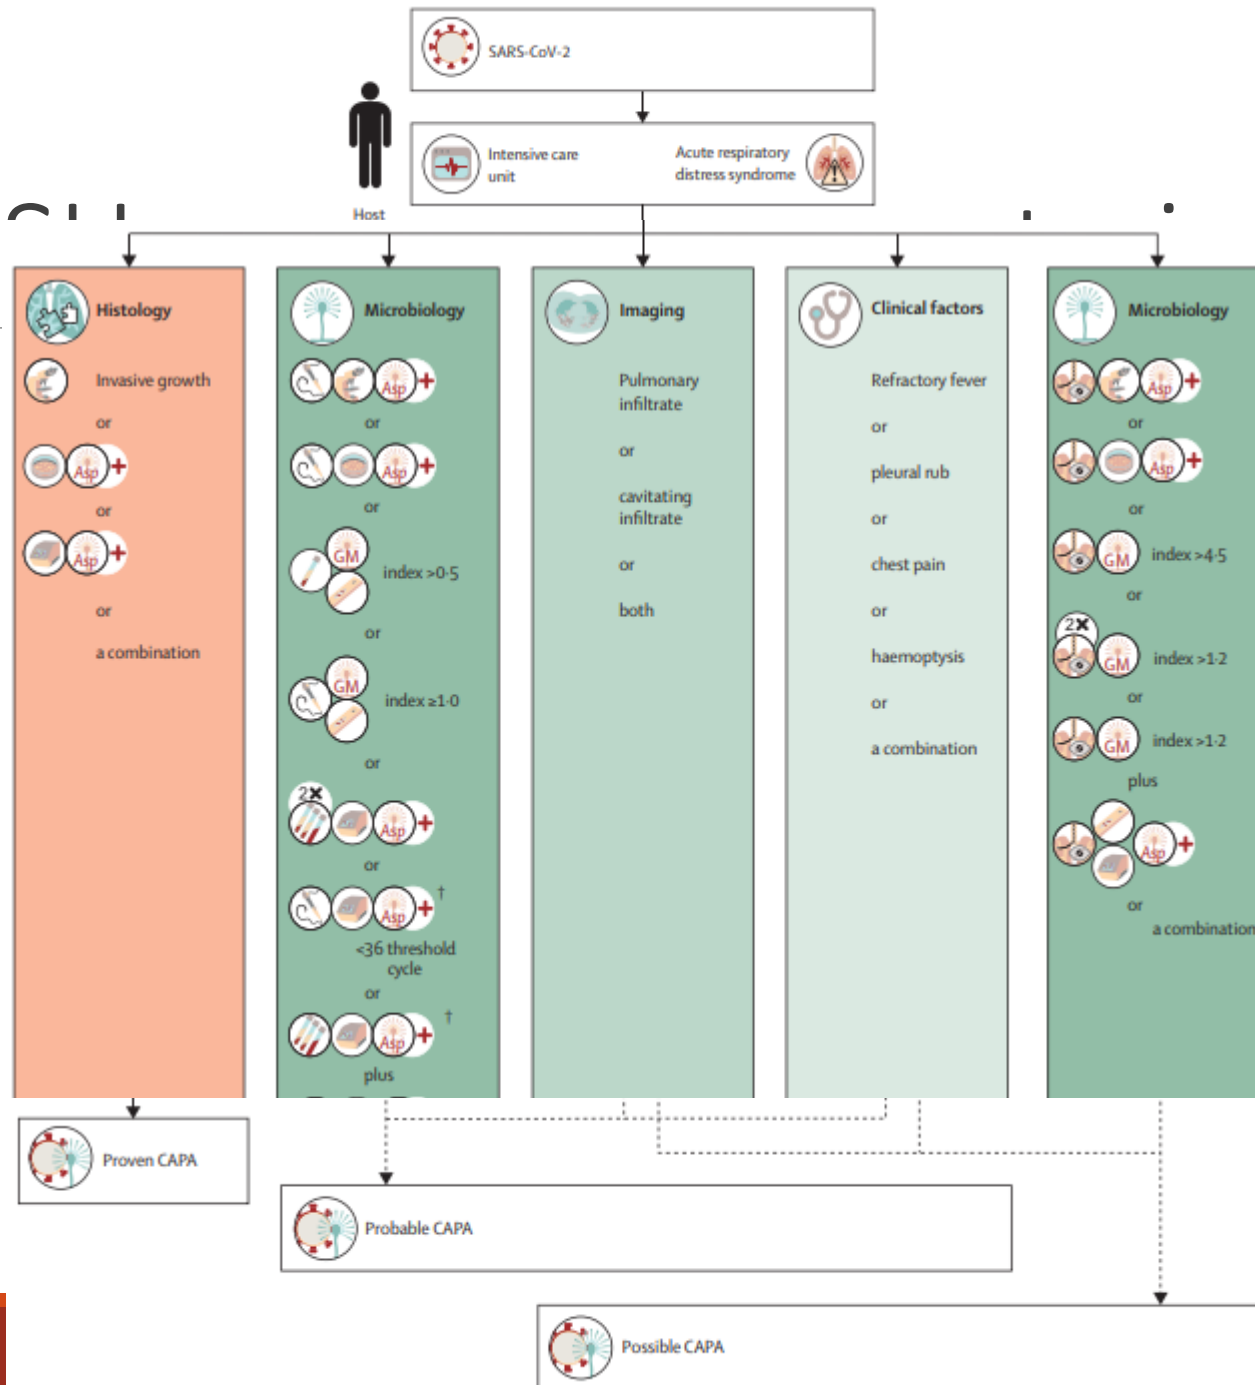 SARS-CoV-2
Intensive care
unit
Acute respiratory
distress syndrome
Host
Histology
Invasive growth
or
Asp +
or
Asp +
or
a combination
Microbiology
Asp +
or
Asp +
or
GM
index >0·5
or
GM
index ≥1·0
or
2✖
Asp +
or
Asp + †
<36 threshold
cycle
or
Asp + †
plus
Imaging
Pulmonary
infiltrate
or
cavitating
infiltrate
or
both
Clinical factors
Refractory fever
or
pleural rub
or
chest pain
or
haemoptysis
or
a combination
Microbiology
Asp +
or
Asp +
or
GM index >4·5
or
2✖
GM index >1·2
or
GM index >1·2
plus
Asp +
or
a combination
Proven CAPA
Probable CAPA
Possible CAPA